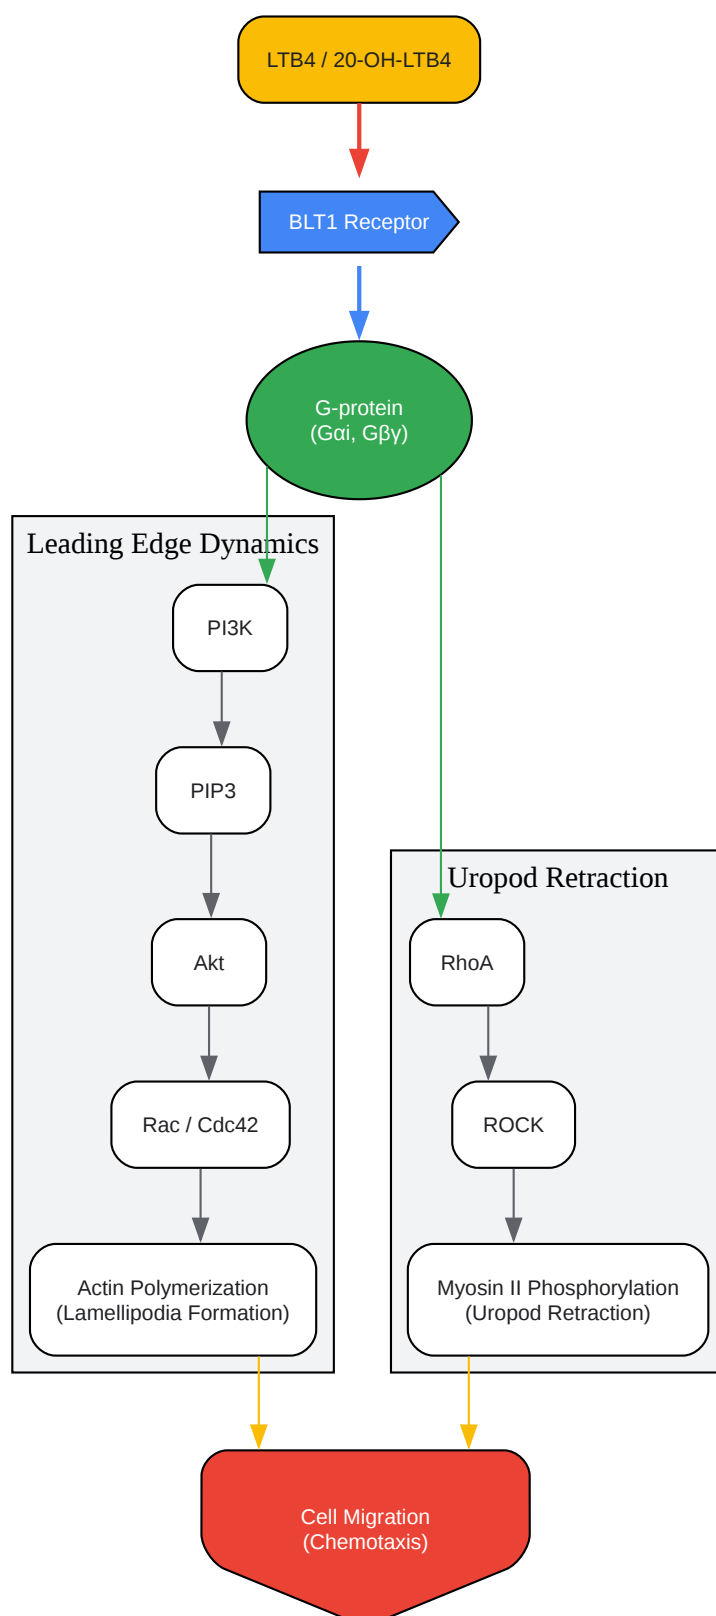 LTB4 / 20-OH-LTB4
BLT1 Receptor
G-protein
(Gαi, Gβγ)
Leading Edge Dynamics
PI3K
PIP3
Akt
Rac / Cdc42
Actin Polymerization
(Lamellipodia Formation)
Uropod Retraction
RhoA
ROCK
Myosin II Phosphorylation
(Uropod Retraction)
Cell Migration
(Chemotaxis)